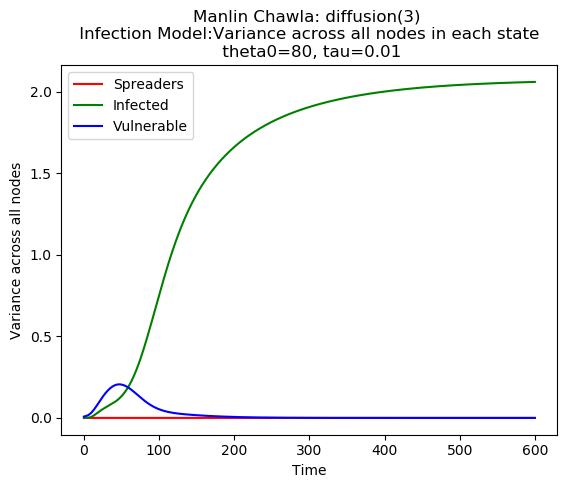 Manlin Chawla: diffusion(3)
Infection Model:Variance across all nodes in each state
theta0=80, tau=0.01
Spreaders
Infected
Vulnerable
Variance across all nodes
2.0
1.5
1.0
0.5
0.0
0
100
200
300
400
500
600
Time